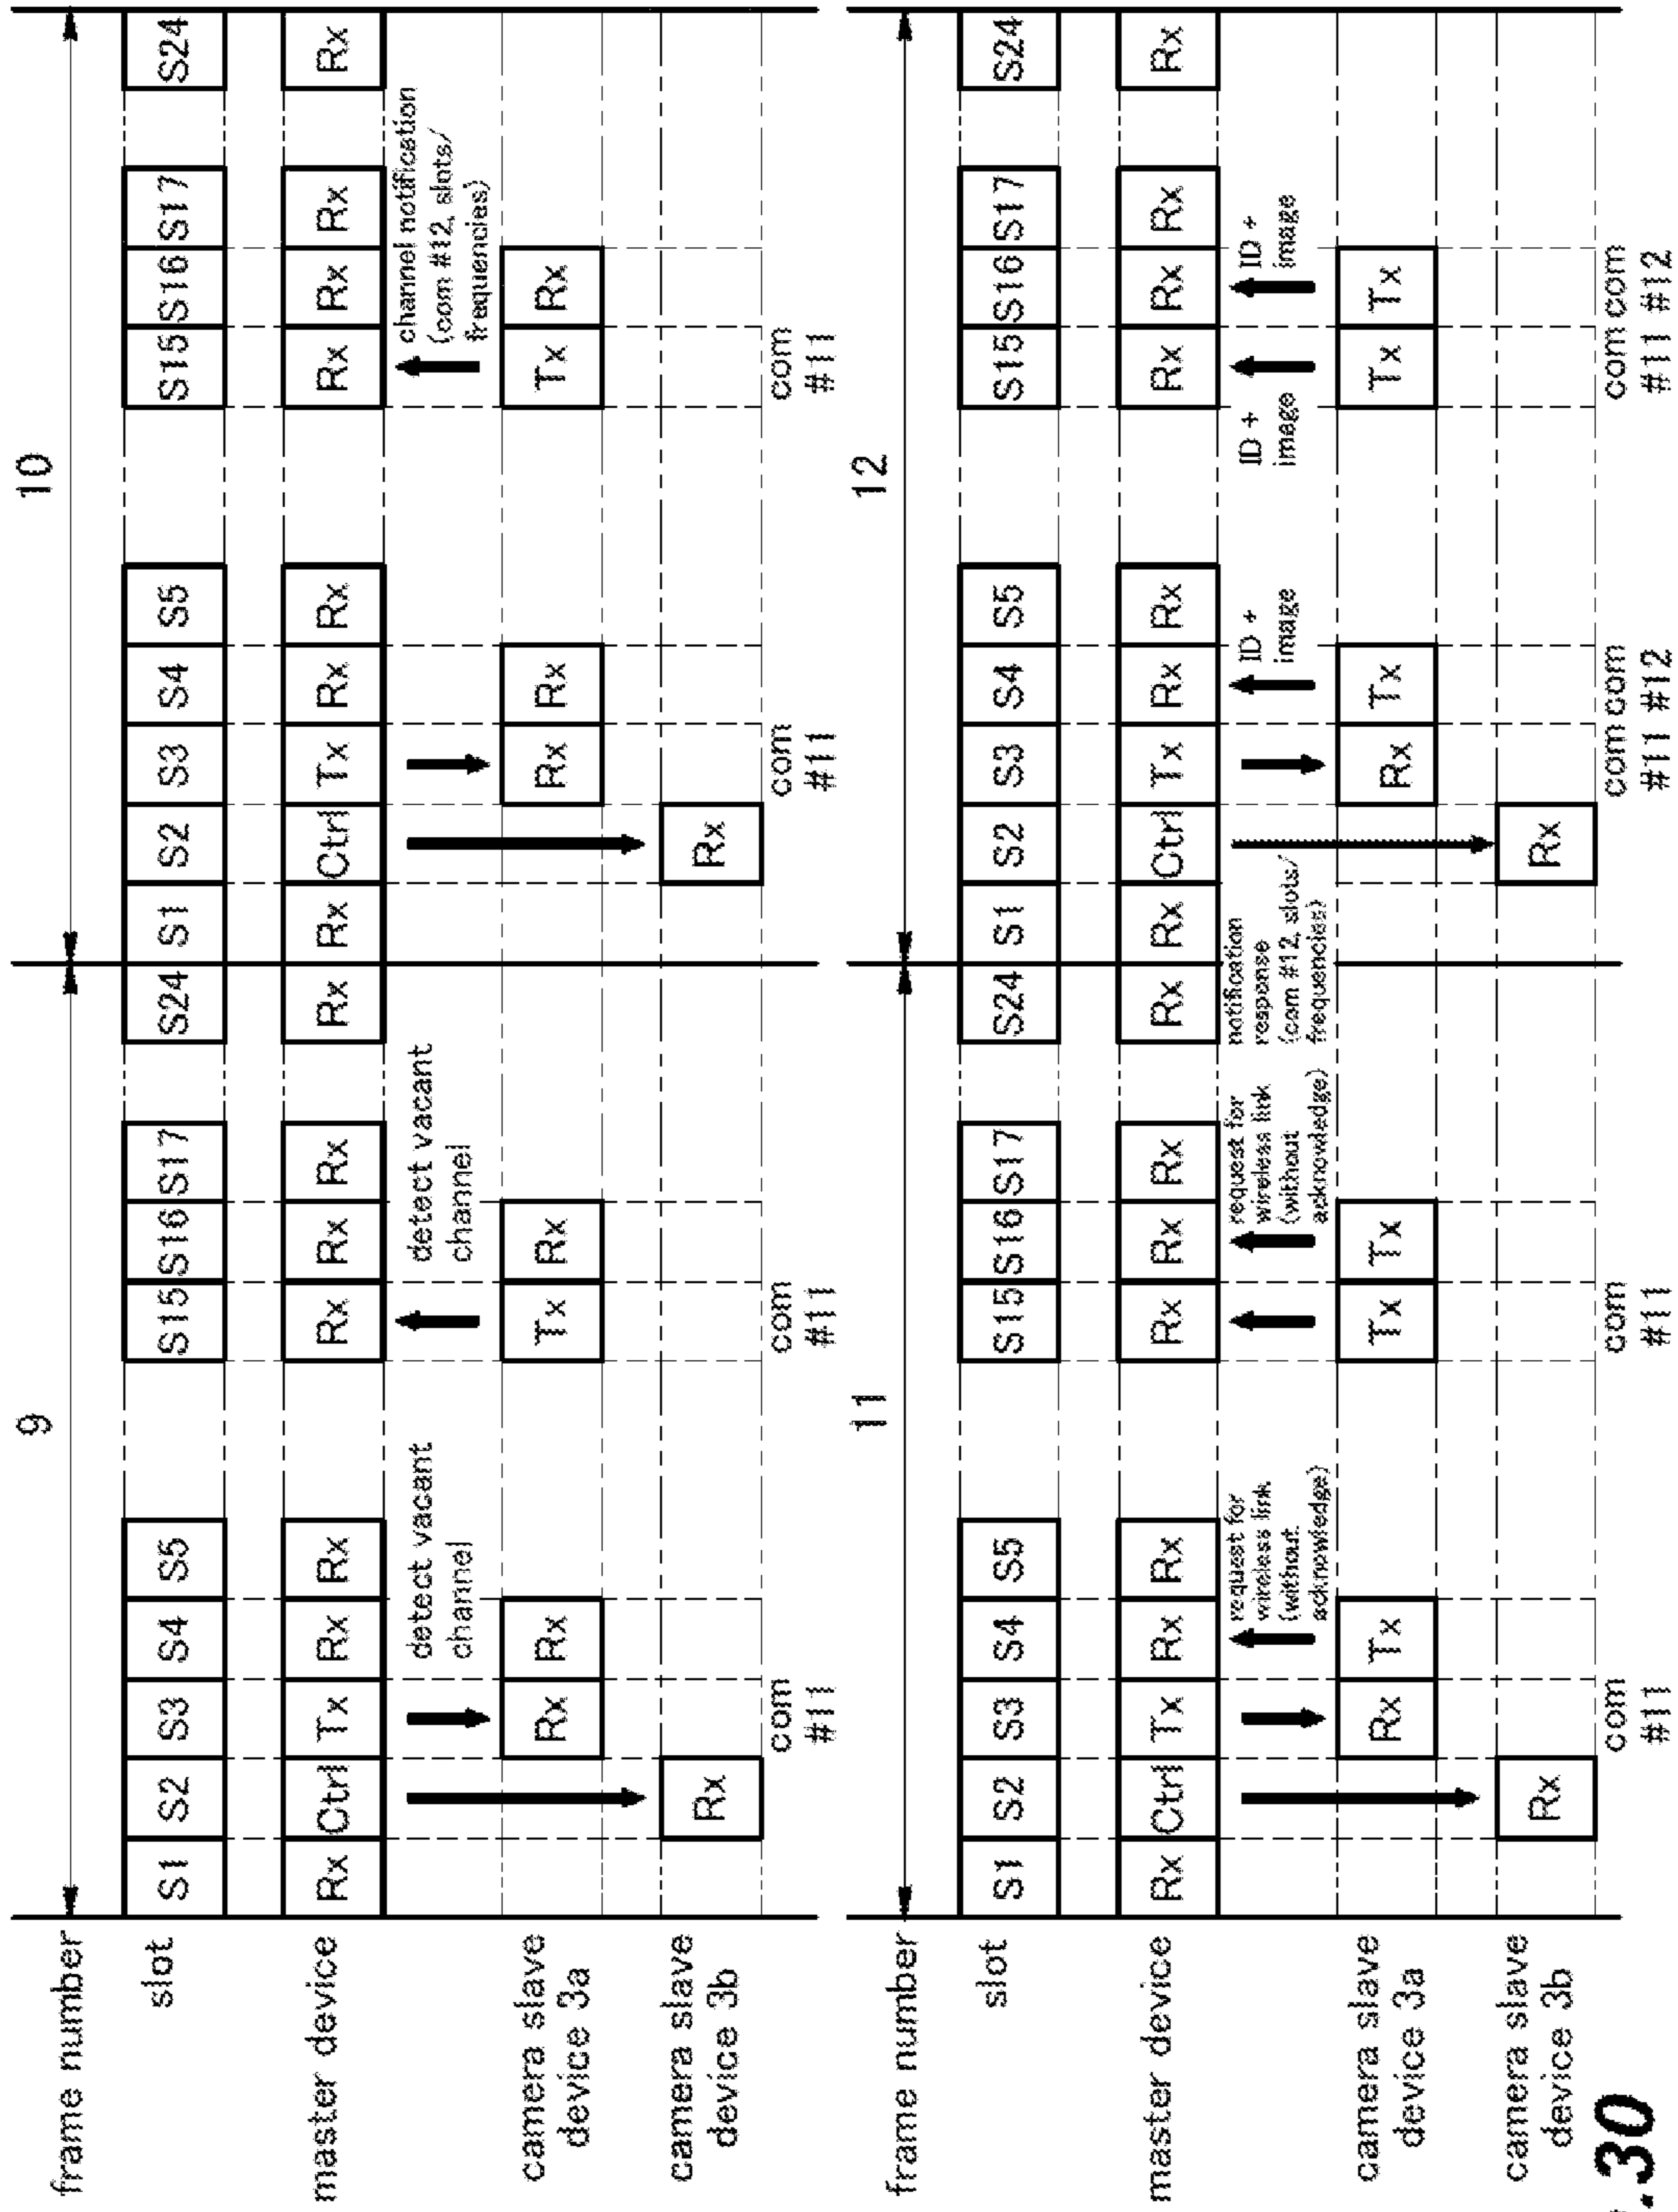 frame number
9
10
slot
S1 S2 S3 S4 S5 S15 S16 S17 S24 S1 S2 S3 S4 S5 S15 S16 S17 S24
master device
Rx Ctrl Tx Rx Rx Rx Rx Rx Rx Rx Ctrl Tx Rx Rx Rx Rx Rx Rx
detect vacant
channel
detect vacant
channel
channel notification
(com #12, slots/
frequencies)
camera slave
device 3a
Rx Rx Tx Rx Rx Rx Tx Rx
camera slave
device 3b
Rx Rx
com
#11
com
#11
com
#11
com
#11
frame number
11
12
slot
S1 S2 S3 S4 S5 S15 S16 S17 S24 S1 S2 S3 S4 S5 S15 S16 S17 S24
master device
Rx Ctrl Tx Rx Rx Rx Rx Rx Rx Rx Ctrl Tx Rx Rx Rx Rx Rx Rx
request for
wireless link
(without
acknowledge)
request for
wireless link
(without
acknowledge)
notification
response
(com #12, slots/
frequencies)
ID +
image
ID +
image
ID +
image
camera slave
device 3a
Rx Tx Tx Tx Rx Tx Tx Tx
camera slave
device 3b
Rx Rx
com
#11
com
#11
com com
#11 #12
com com
#11 #12
.30